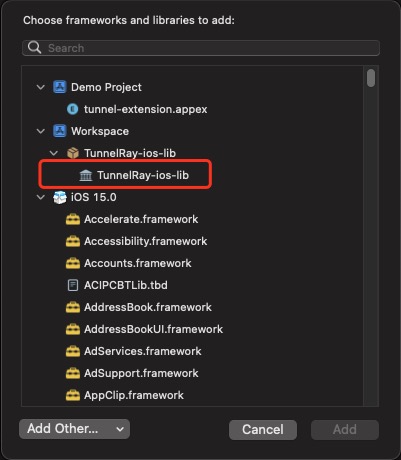 Choose frameworks and libraries to add:
Search
Demo Project
tunnel-extension.appex
Workspace
TunnelRay-ios-lib
TunnelRay-ios-lib
iOS 15.0
Accelerate.framework
Accessibility.framework
Accounts.framework
ACIPCBTLib.tbd
AddressBook.framework
AddressBookUI.framework
AdServices.framework
AdSupport.framework
AppClip.framework
Add Other... Cancel Add